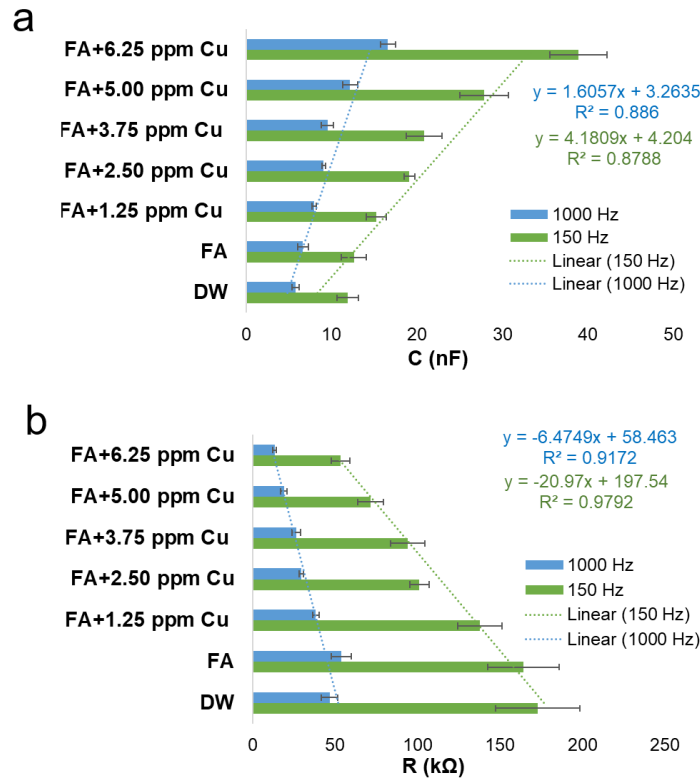 a
FA+6.25 ppm Cu
FA+5.00 ppm Cu
FA+3.75 ppm Cu
FA+2.50 ppm Cu
FA+1.25 ppm Cu
FA
DW
y = 1.6057x + 3.2635
R² = 0.886
y = 4.1809x + 4.204
R² = 0.8788
1000 Hz
150 Hz
Linear (150 Hz)
Linear (1000 Hz)
0 10 20 30 40 50
C (nF)
b
FA+6.25 ppm Cu
FA+5.00 ppm Cu
FA+3.75 ppm Cu
FA+2.50 ppm Cu
FA+1.25 ppm Cu
FA
DW
y = -6.4749x + 58.463
R² = 0.9172
y = -20.97x + 197.54
R² = 0.9792
1000 Hz
150 Hz
Linear (150 Hz)
Linear (1000 Hz)
0 50 100 150 200 250
R (kΩ)